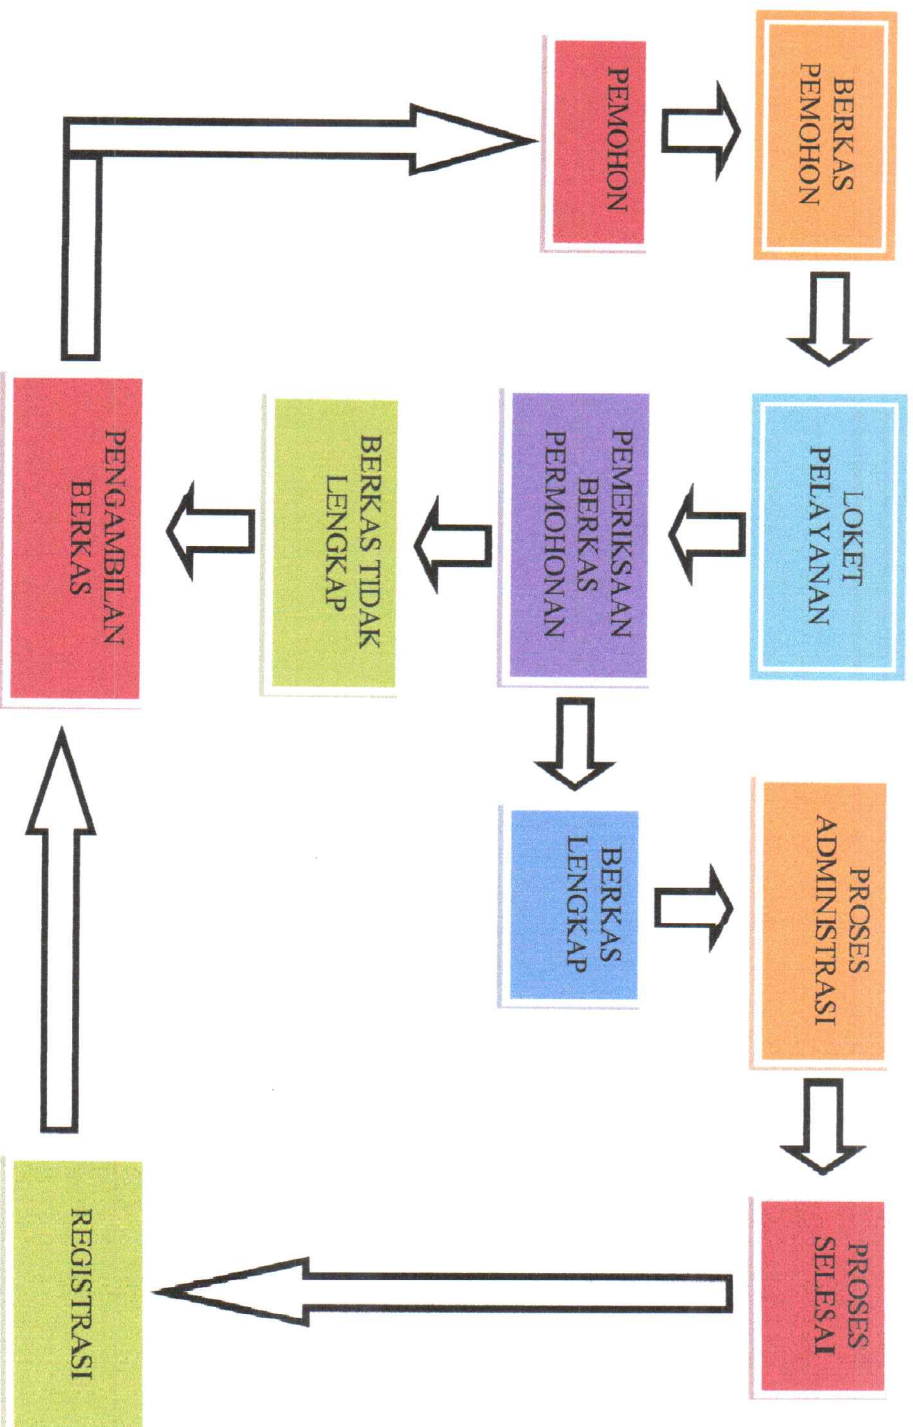 BERKAS
PEMOHON
LOKET
PELAYANAN
PROSES
ADMINISTRASI
PROSES
SELESAI
PEMOHON
PEMERIKSAAN
BERKAS
PERMOHONAN
BERKAS
LENGKAP
BERKAS TIDAK
LENGKAP
PENGAMBILAN
BERKAS
REGISTRASI